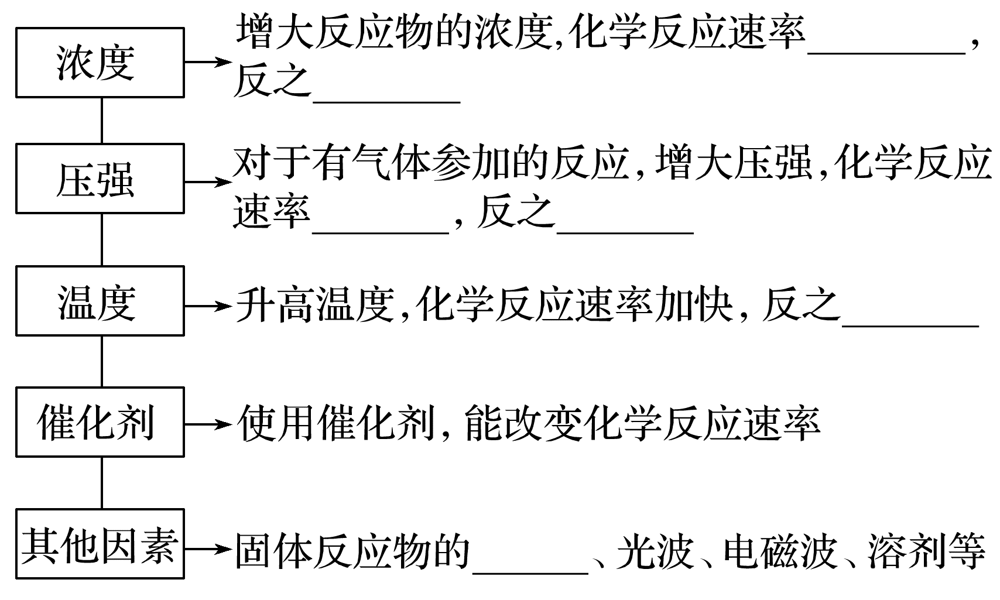 浓度
增大反应物的浓度,化学反应速率________,
反之________
压强
对于有气体参加的反应,增大压强,化学反应
速率________,反之________
温度
升高温度,化学反应速率加快,反之________
催化剂
使用催化剂,能改变化学反应速率
其他因素
固体反应物的________、光波、电磁波、溶剂等